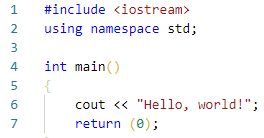 1 #include <iostream>
2 using namespace std;
3
4 int main()
5 {
6     cout << "Hello, world!";
7     return (0);